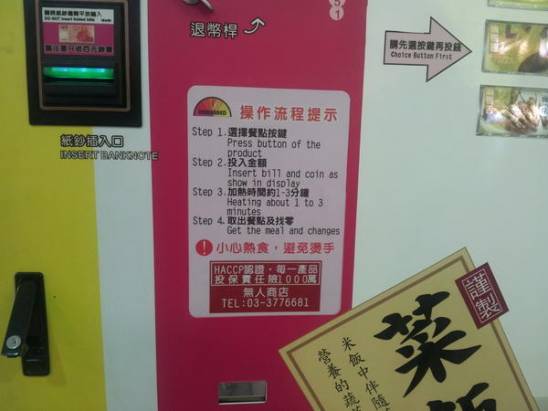 退幣桿
5
1
請先選按鍵再投錢
Choice Button First
紙鈔插入口
INSERT BANKNOTE
操作流程提示
Step 1.選擇餐點按鍵
Press button of the
product
Step 2.投入金額
Insert bill and coin as
show in display
Step 3.加熱時間約1-3分鐘
Heating about 1 to 3
minutes
Step 4.取出餐點及找零
Get the meal and changes
小心熱食，避免燙手
HACCP認證，每一產品
投保責任險1000萬
無人商店
TEL:03-3776681
謹製
菜飯
米飯中伴隨
營養的蔬